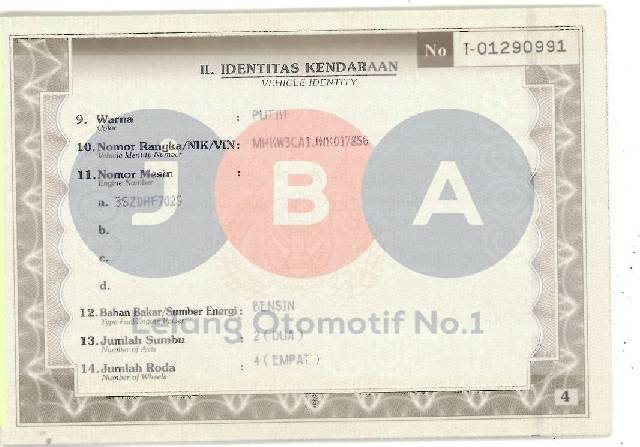 No I-01290991
II. IDENTITAS KENDARAAN
VEHICLE IDENTITY
9. Warna : PUTIH
Color
10. Nomor Rangka/NIK/VIN: MHKW3CA1JHK017856
Vehicle Identity Number
11. Nomor Mesin :
Engine Number
a. 3SZDHF7025
b.
c.
d.
J B A
12. Bahan Bakar/Sumber Energi: BENSIN
Lelang Otomotif No.1
13. Jumlah Sumbu : 2 ( DUA )
Number of Axis
14. Jumlah Roda : 4 ( EMPAT )
Number of Wheels
4